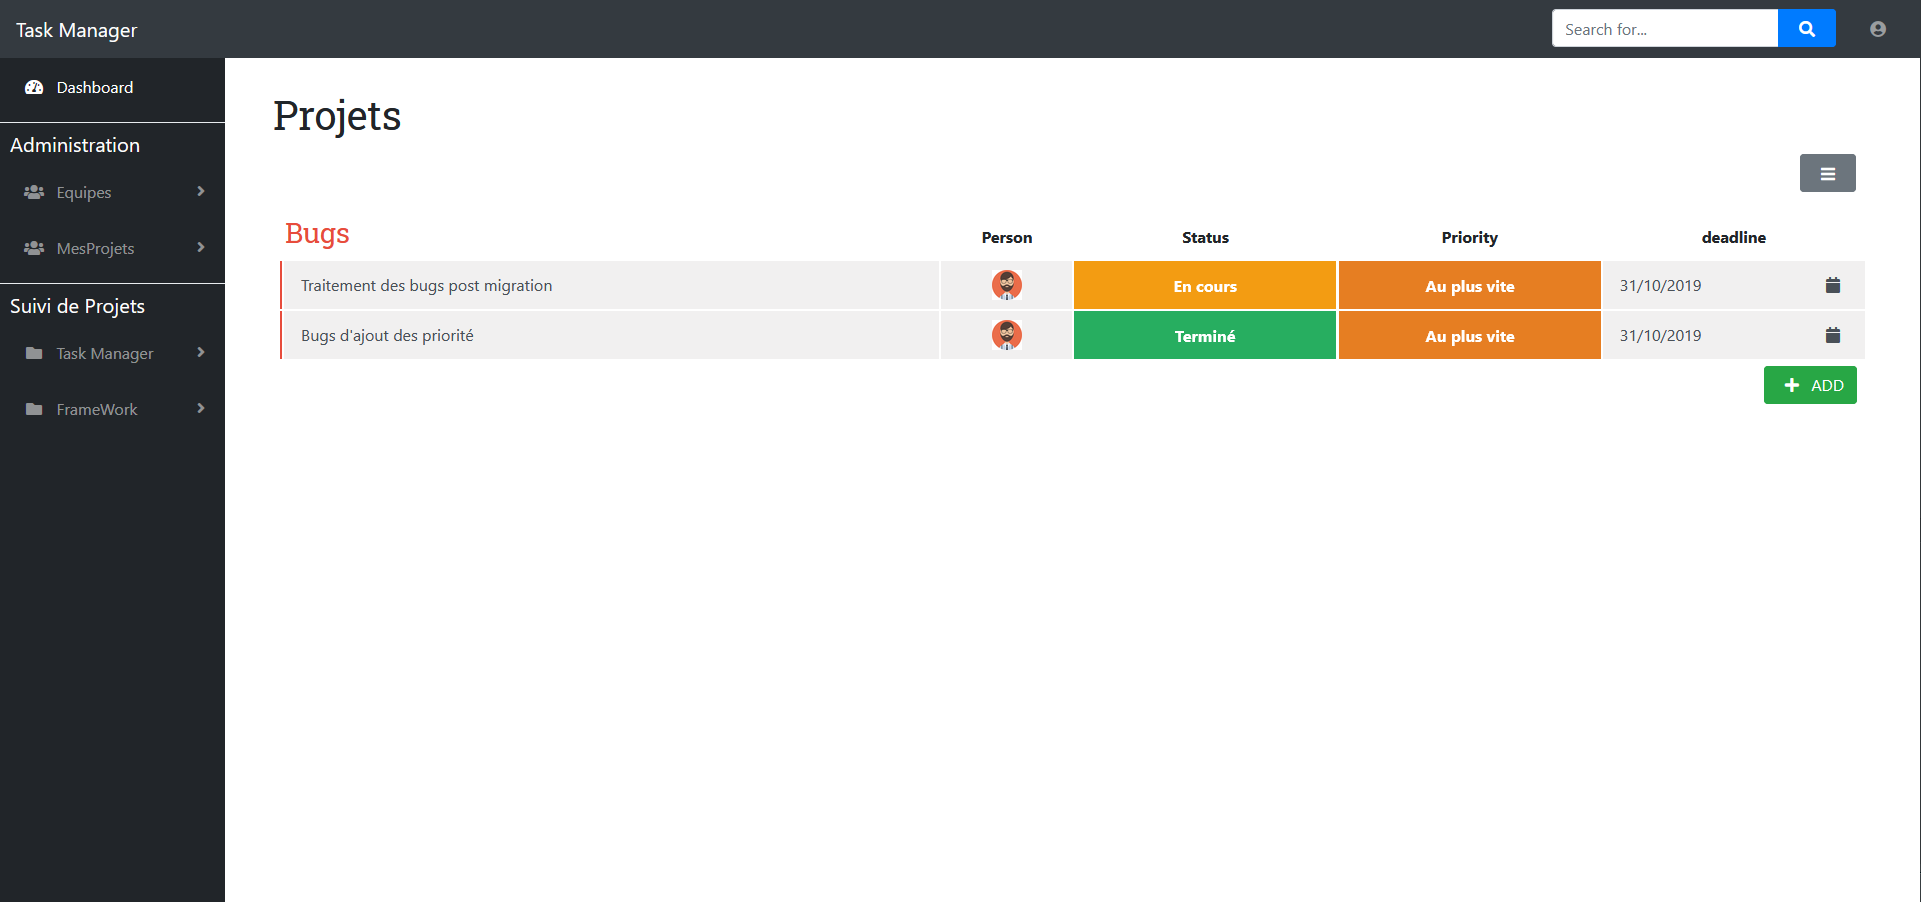 Task Manager
Search for...
Dashboard
Administration
Equipes
MesProjets
Suivi de Projets
Task Manager
FrameWork
Projets
Bugs Person Status Priority deadline
Traitement des bugs post migration En cours Au plus vite 31/10/2019
Bugs d'ajout des priorité Terminé Au plus vite 31/10/2019
ADD